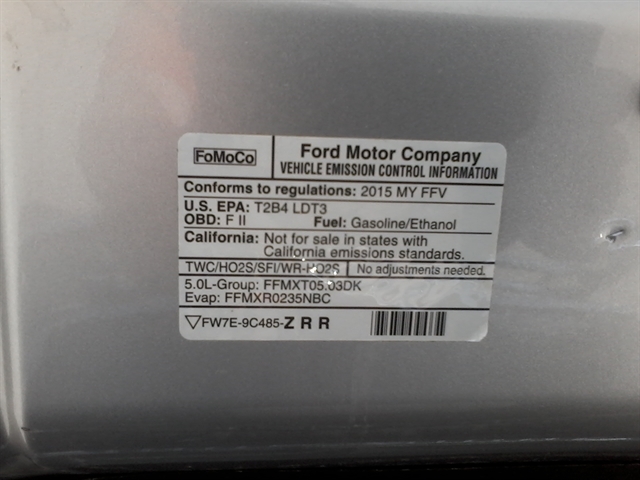 FoMoCo
Ford Motor Company
VEHICLE EMISSION CONTROL INFORMATION
Conforms to regulations: 2015 MY FFV
U.S. EPA: T2B4 LDT3
OBD: F II Fuel: Gasoline/Ethanol
California: Not for sale in states with
California emissions standards.
TWC/HO2S/SFI/WR-HO2S No adjustments needed.
5.0L-Group: FFMXT05.03DK
Evap: FFMXR0235NBC
▽FW7E-9C485-Z R R